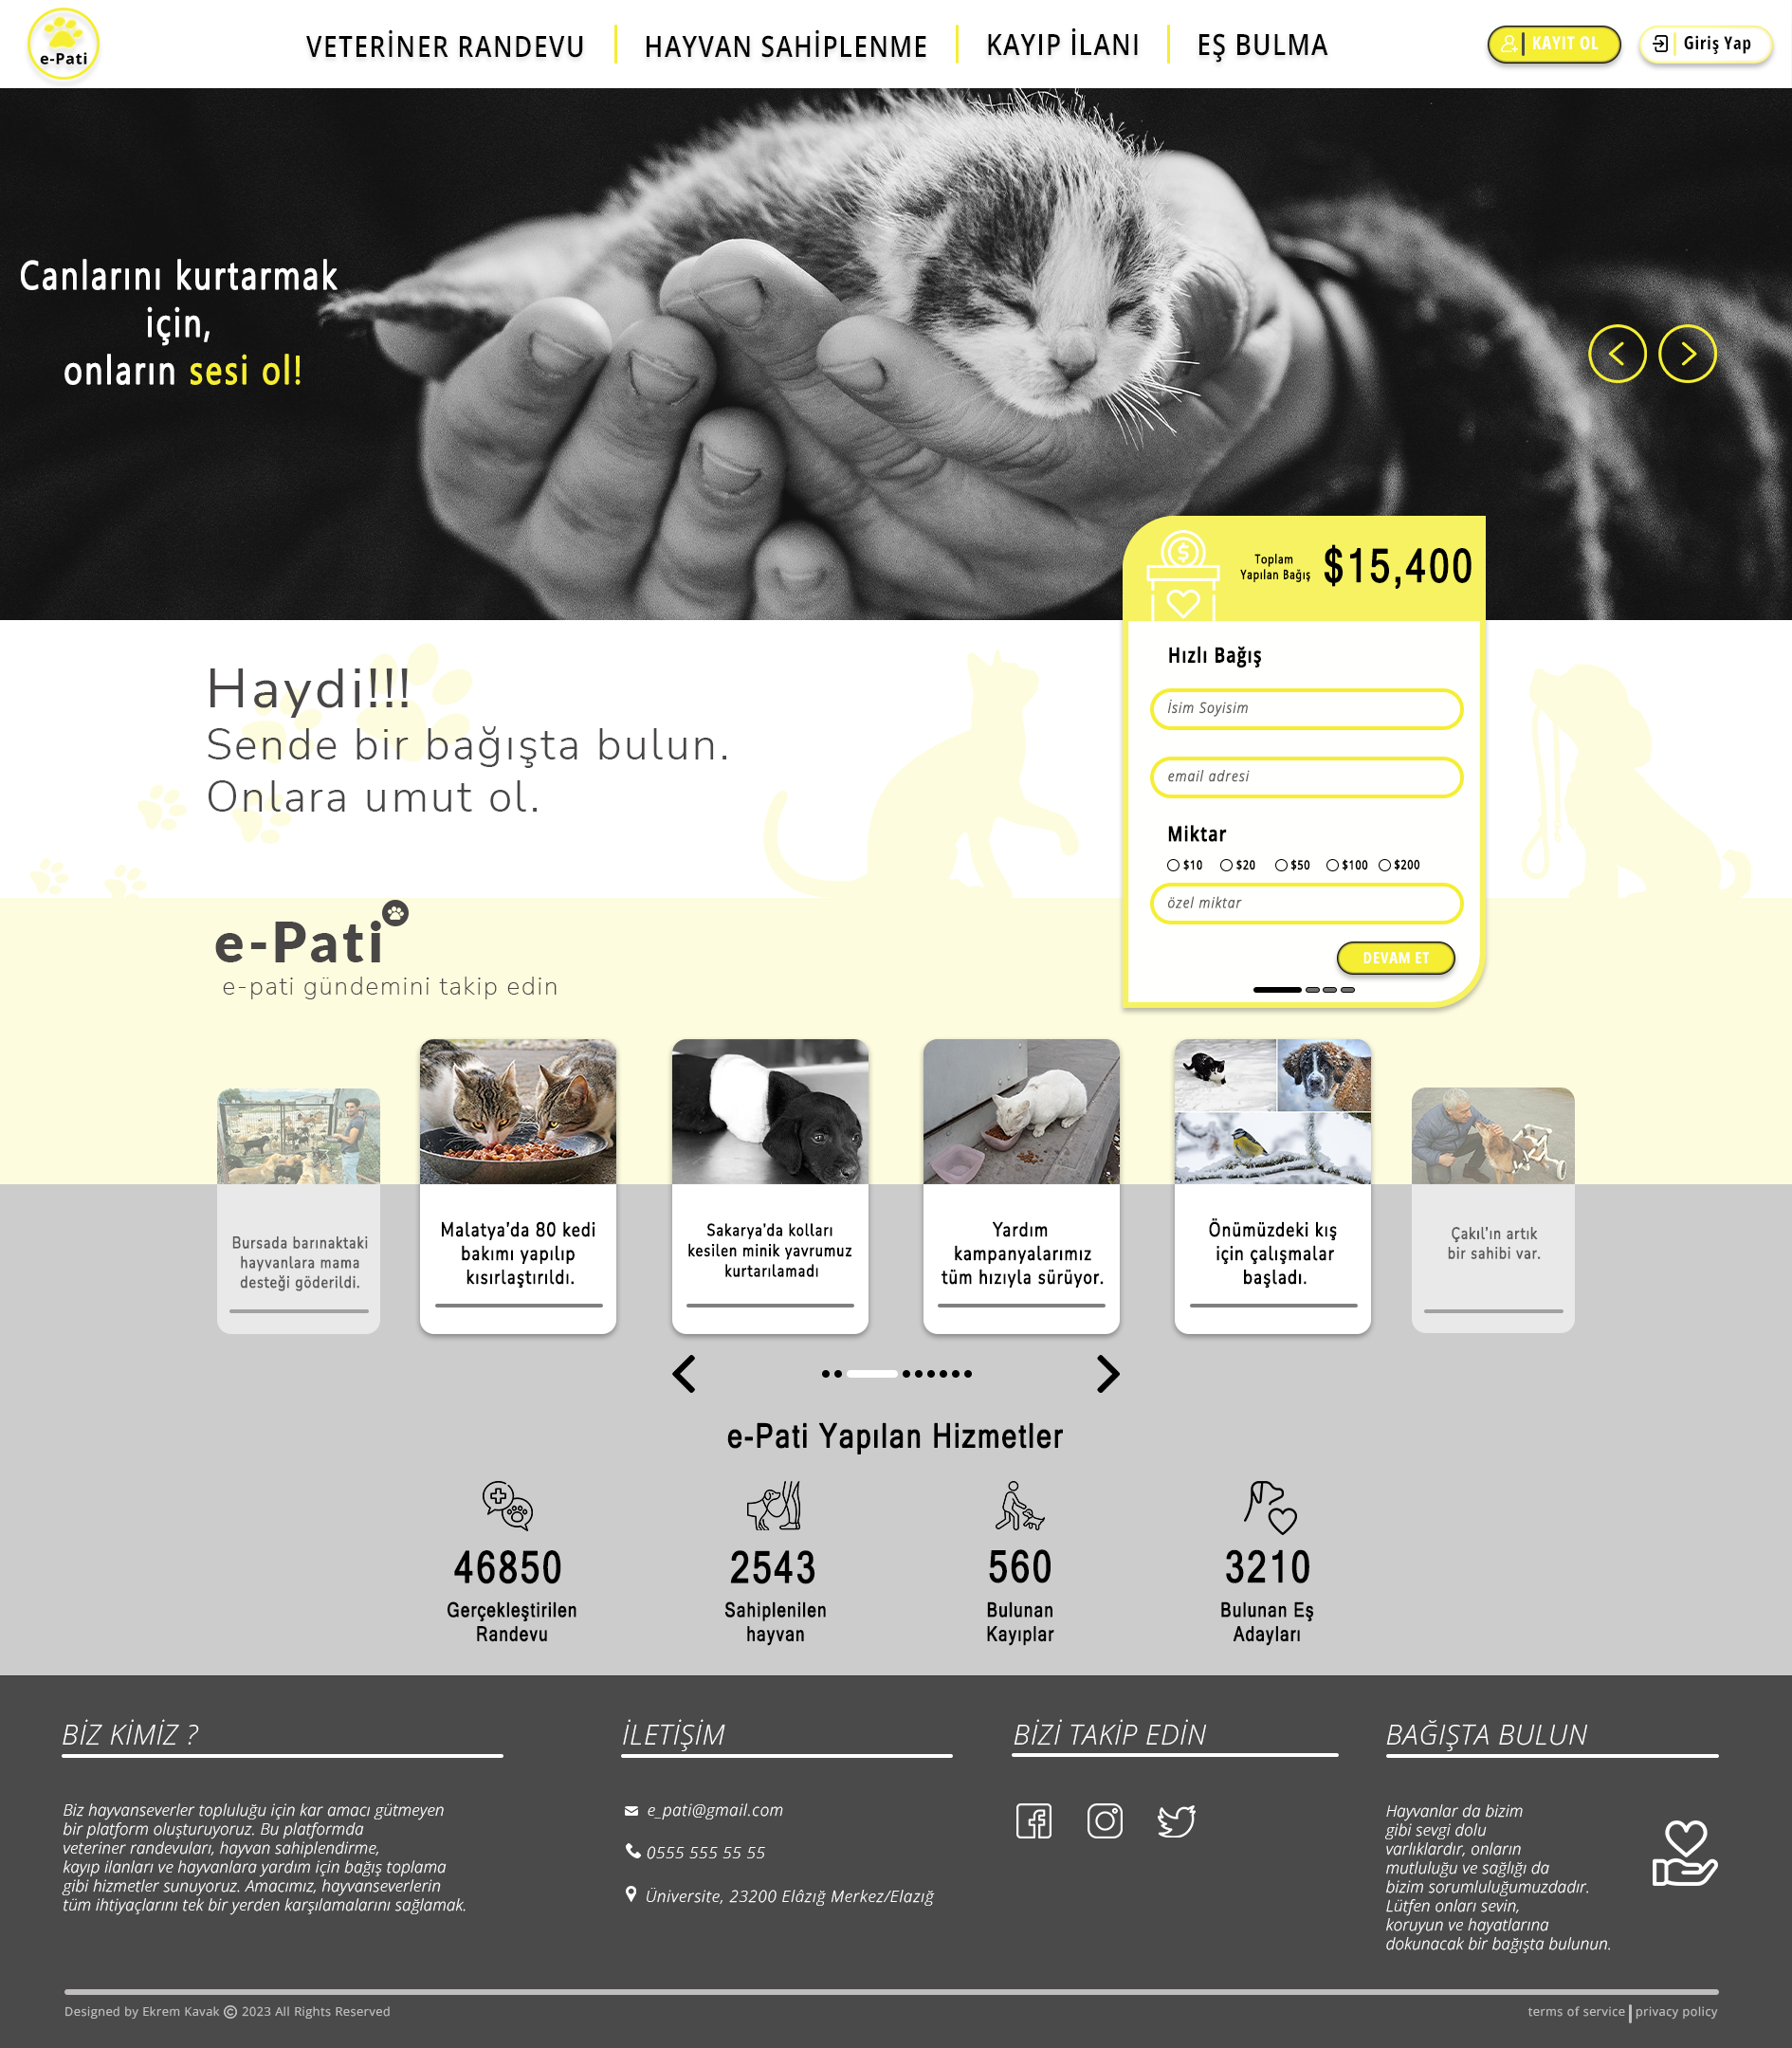 e-Pati
VETERİNER RANDEVU
HAYVAN SAHİPLENME
KAYIP İLANI
EŞ BULMA
KAYIT OL
Giriş Yap
Canlarını kurtarmak
için,
onların sesi ol!
Toplam
Yapılan Bağış
$15,400
Hızlı Bağış
İsim Soyisim
email adresi
Miktar
$10 $20 $50 $100 $200
özel miktar
DEVAM ET
Haydi!!!
Sende bir bağışta bulun.
Onlara umut ol.
e-Pati
e-pati gündemini takip edin
Bursada barınaktaki
hayvanlara mama
desteği göderildi.
Malatya'da 80 kedi
bakımı yapılıp
kısırlaştırıldı.
Sakarya'da kolları
kesilen minik yavrumuz
kurtarılamadı
Yardım
kampanyalarımız
tüm hızıyla sürüyor.
Önümüzdeki kış
için çalışmalar
başladı.
Çakıl'ın artık
bir sahibi var.
e-Pati Yapılan Hizmetler
46850
Gerçekleştirilen
Randevu
2543
Sahiplenilen
hayvan
560
Bulunan
Kayıplar
3210
Bulunan Eş
Adayları
BİZ KİMİZ ?
Biz hayvanseverler topluluğu için kar amacı gütmeyen
bir platform oluşturuyoruz. Bu platformda
veteriner randevuları, hayvan sahiplendirme,
kayıp ilanları ve hayvanlara yardım için bağış toplama
gibi hizmetler sunuyoruz. Amacımız, hayvanseverlerin
tüm ihtiyaçlarını tek bir yerden karşılamalarını sağlamak.
İLETİŞİM
e_pati@gmail.com
0555 555 55 55
Üniversite, 23200 Elâzığ Merkez/Elazığ
BİZİ TAKİP EDİN
BAĞIŞTA BULUN
Hayvanlar da bizim
gibi sevgi dolu
varlıklardır, onların
mutluluğu ve sağlığı da
bizim sorumluluğumuzdadır.
Lütfen onları sevin,
koruyun ve hayatlarına
dokunacak bir bağışta bulunun.
Designed by Ekrem Kavak © 2023 All Rights Reserved
terms of service | privacy policy